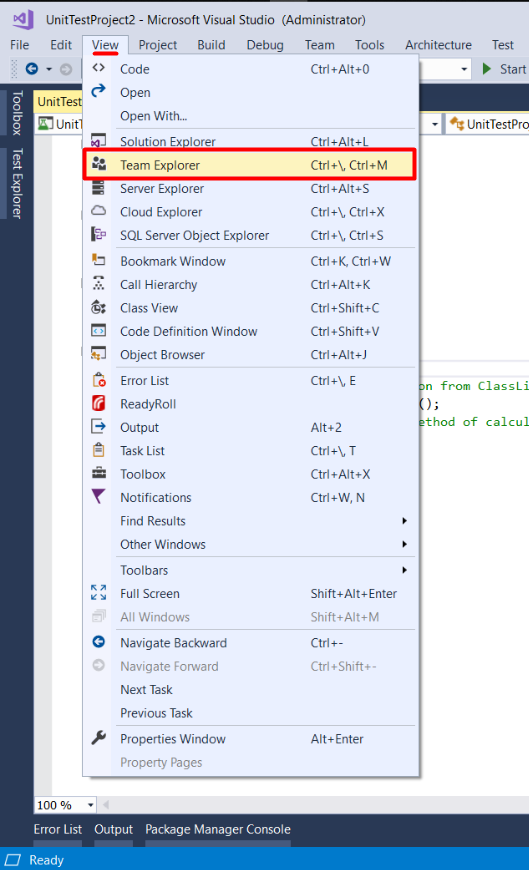 UnitTestProject2 - Microsoft Visual Studio (Administrator)
File Edit View Project Build Debug Team Tools Architecture Test
Start
Toolbox
Test Explorer
UnitTest
UnitT
UnitTestPro
Code Ctrl+Alt+0
Open
Open With...
Solution Explorer Ctrl+Alt+L
Team Explorer Ctrl+\, Ctrl+M
Server Explorer Ctrl+Alt+S
Cloud Explorer Ctrl+\, Ctrl+X
SQL Server Object Explorer Ctrl+\, Ctrl+S
Bookmark Window Ctrl+K, Ctrl+W
Call Hierarchy Ctrl+Alt+K
Class View Ctrl+Shift+C
Code Definition Window Ctrl+Shift+V
Object Browser Ctrl+Alt+J
Error List Ctrl+\, E
on from ClassLi
ReadyRoll
();
Output Alt+2
ethod of calcul
Task List Ctrl+\, T
Toolbox Ctrl+Alt+X
Notifications Ctrl+W, N
Find Results
Other Windows
Toolbars
Full Screen Shift+Alt+Enter
All Windows Shift+Alt+M
Navigate Backward Ctrl+-
Navigate Forward Ctrl+Shift+-
Next Task
Previous Task
Properties Window Alt+Enter
Property Pages
100 %
Error List Output Package Manager Console
Ready